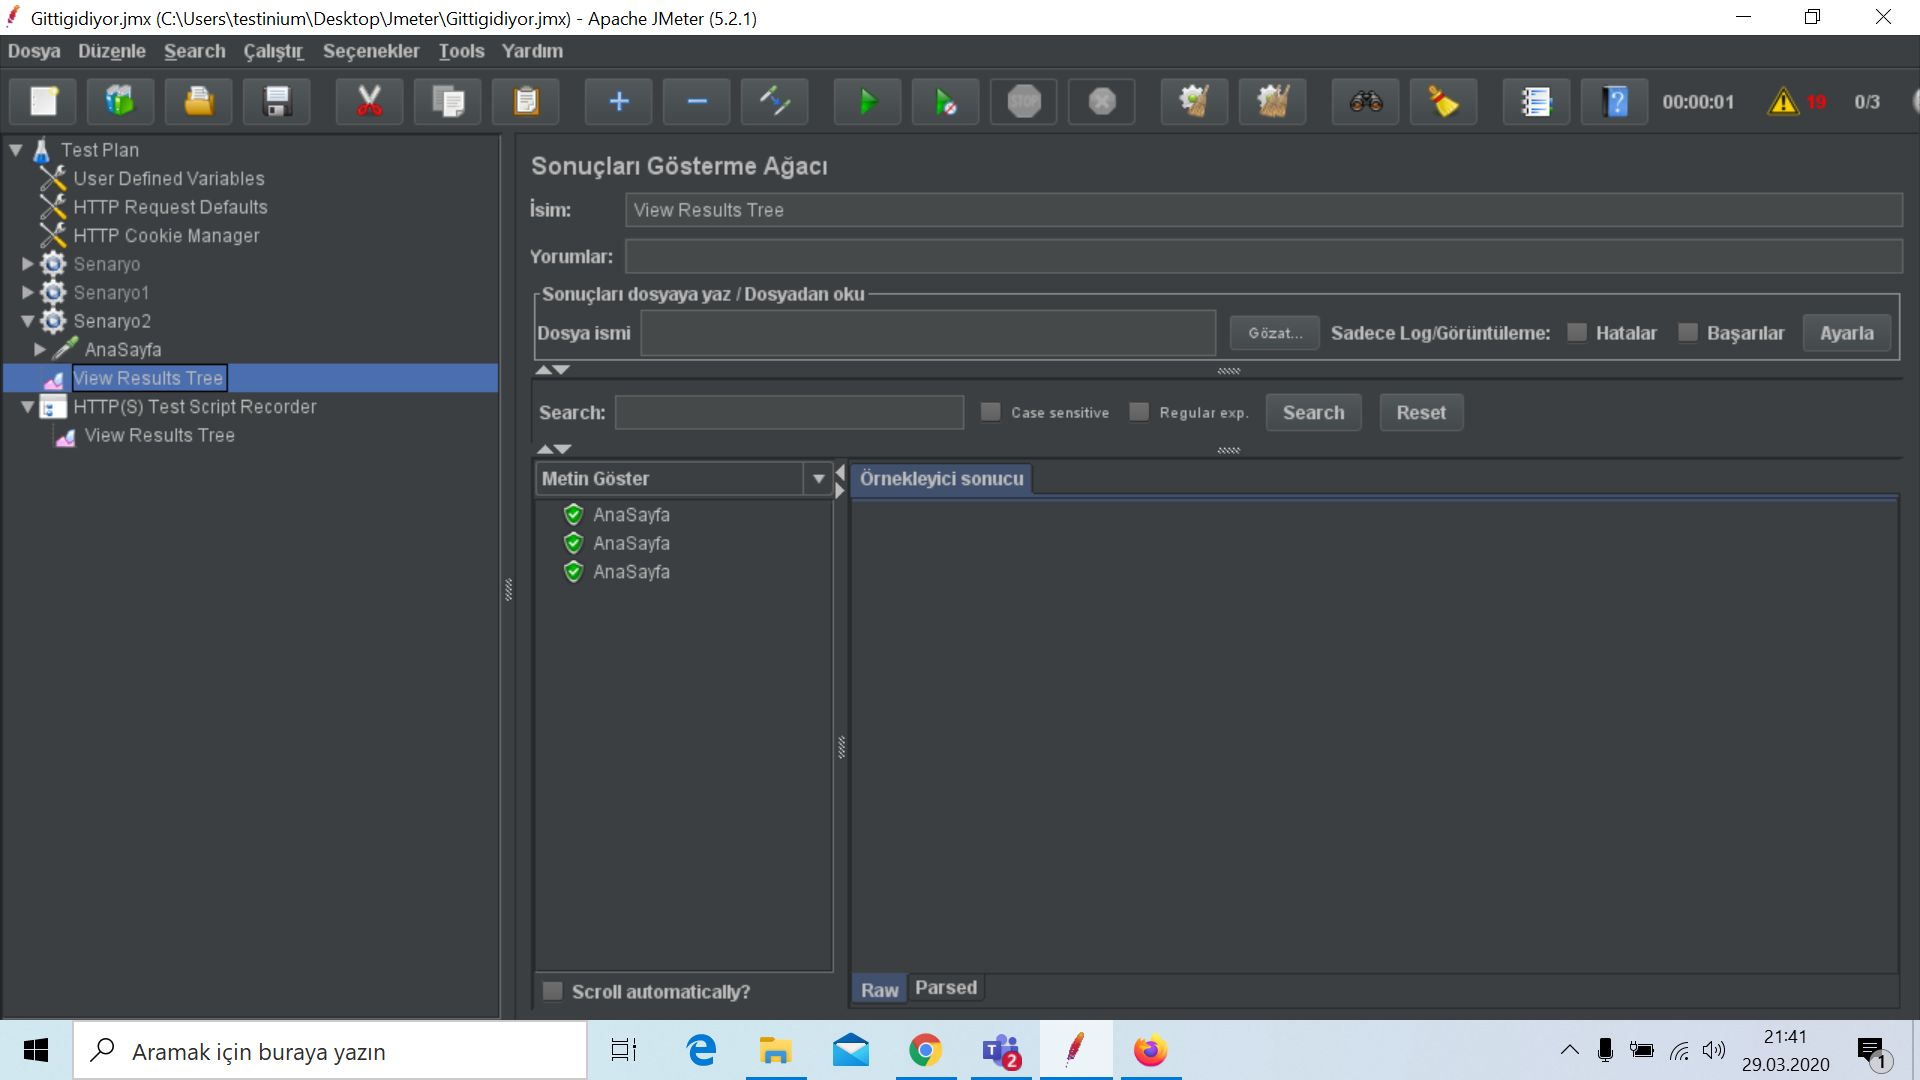 Gittigidiyor.jmx (C:\Users\testinium\Desktop\Jmeter\Gittigidiyor.jmx) - Apache JMeter (5.2.1)
Dosya Düzenle Search Çalıştır Seçenekler Tools Yardım
STOP 00:00:01 19 0/3
Test Plan
User Defined Variables
HTTP Request Defaults
HTTP Cookie Manager
Senaryo
Senaryo1
Senaryo2
AnaSayfa
View Results Tree
HTTP(S) Test Script Recorder
View Results Tree
Sonuçları Gösterme Ağacı
İsim: View Results Tree
Yorumlar:
Sonuçları dosyaya yaz / Dosyadan oku
Dosya ismi Gözat... Sadece Log/Görüntüleme: Hatalar Başarılar Ayarla
Search: Case sensitive Regular exp. Search Reset
Metin Göster
AnaSayfa
AnaSayfa
AnaSayfa
Scroll automatically?
Örnekleyici sonucu
Raw Parsed
Aramak için buraya yazın
2
21:41
29.03.2020
1